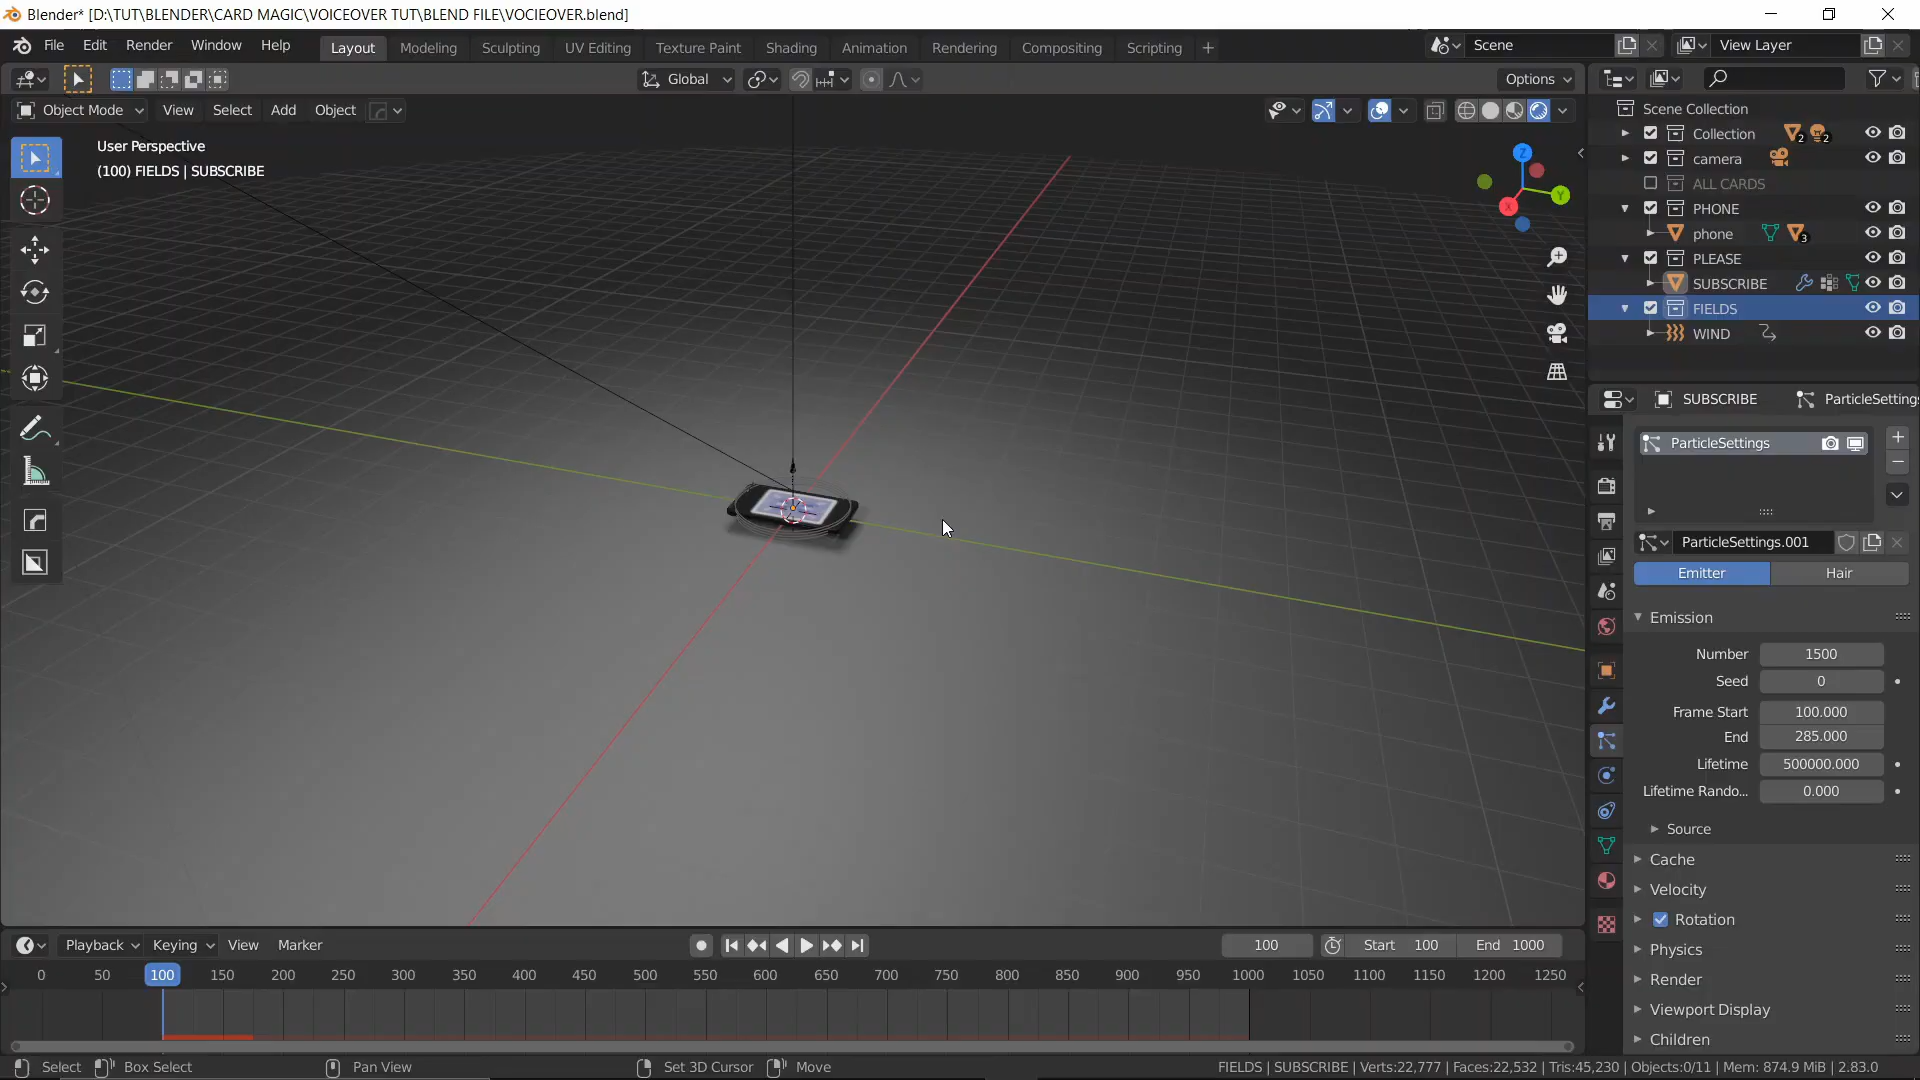 Blender* [D:\TUT\BLENDER\CARD MAGIC\VOICEOVER TUT\BLEND FILE\VOCIEOVER.blend]
File Edit Render Window Help Layout Modeling Sculpting UV Editing Texture Paint Shading Animation Rendering Compositing Scripting + Scene View Layer
Global Options
Object Mode View Select Add Object
Scene Collection
User Perspective
(100) FIELDS | SUBSCRIBE
Z
Y
X
Collection 2 2
camera
ALL CARDS
PHONE
phone 3
PLEASE
SUBSCRIBE
FIELDS
WIND
SUBSCRIBE ParticleSetting
ParticleSettings
ParticleSettings.001
Emitter Hair
Emission
Number 1500
Seed 0
Frame Start 100.000
End 285.000
Lifetime 500000.000
Lifetime Rando... 0.000
Source
Cache
Velocity
Rotation
Physics
Render
Viewport Display
Children
Playback Keying View Marker 100 Start 100 End 1000
0 50 100 150 200 250 300 350 400 450 500 550 600 650 700 750 800 850 900 950 1000 1050 1100 1150 1200 1250
Select Box Select Pan View Set 3D Cursor Move FIELDS | SUBSCRIBE | Verts:22,777 | Faces:22,532 | Tris:45,230 | Objects:0/11 | Mem: 874.9 MiB | 2.83.0